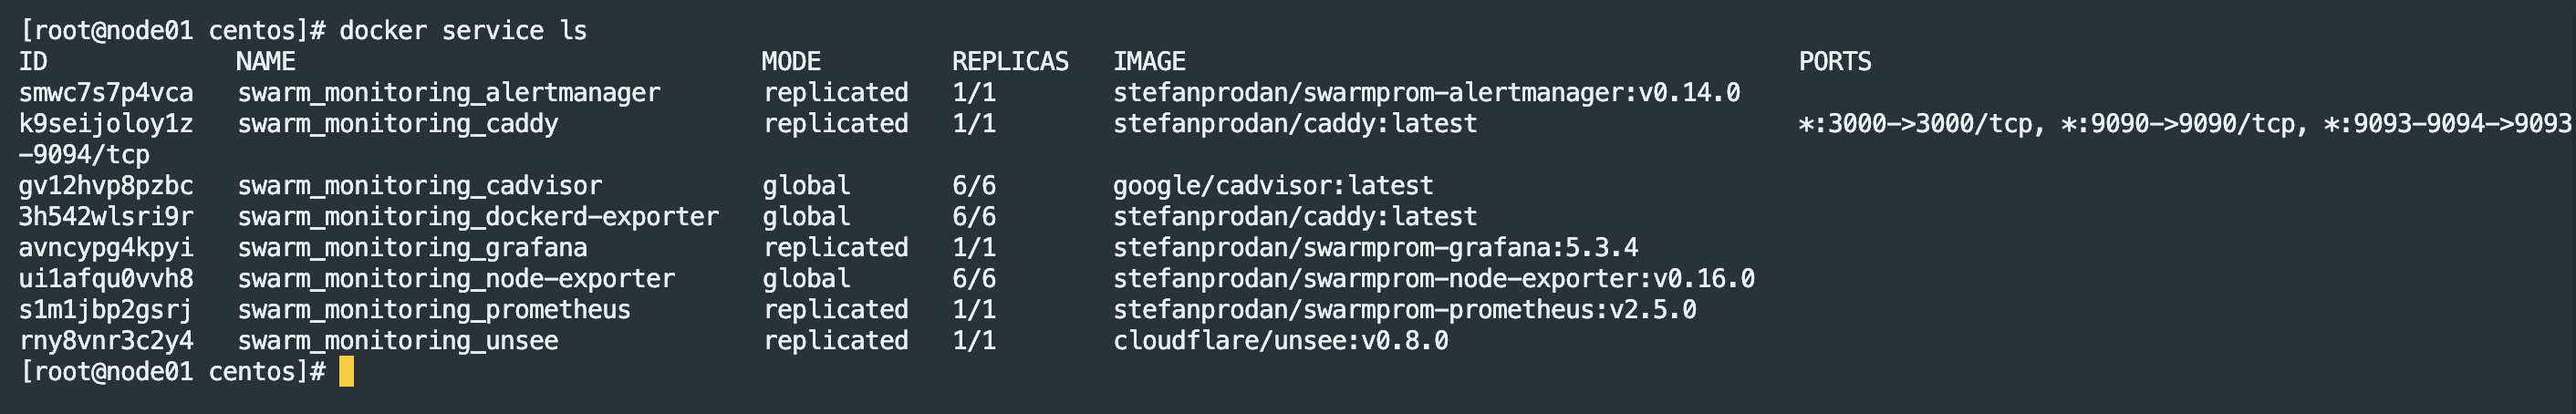 [root@node01 centos]# docker service ls
ID             NAME                                MODE         REPLICAS   IMAGE                                          PORTS
smwc7s7p4vca   swarm_monitoring_alertmanager       replicated   1/1        stefanprodan/swarmprom-alertmanager:v0.14.0
k9seijoloy1z   swarm_monitoring_caddy              replicated   1/1        stefanprodan/caddy:latest                      *:3000->3000/tcp, *:9090->9090/tcp, *:9093-9094->9093
-9094/tcp
gv12hvp8pzbc   swarm_monitoring_cadvisor           global       6/6        google/cadvisor:latest
3h542wlsri9r   swarm_monitoring_dockerd-exporter   global       6/6        stefanprodan/caddy:latest
avncypg4kpyi   swarm_monitoring_grafana            replicated   1/1        stefanprodan/swarmprom-grafana:5.3.4
ui1afqu0vvh8   swarm_monitoring_node-exporter      global       6/6        stefanprodan/swarmprom-node-exporter:v0.16.0
s1m1jbp2gsrj   swarm_monitoring_prometheus         replicated   1/1        stefanprodan/swarmprom-prometheus:v2.5.0
rny8vnr3c2y4   swarm_monitoring_unsee              replicated   1/1        cloudflare/unsee:v0.8.0
[root@node01 centos]#